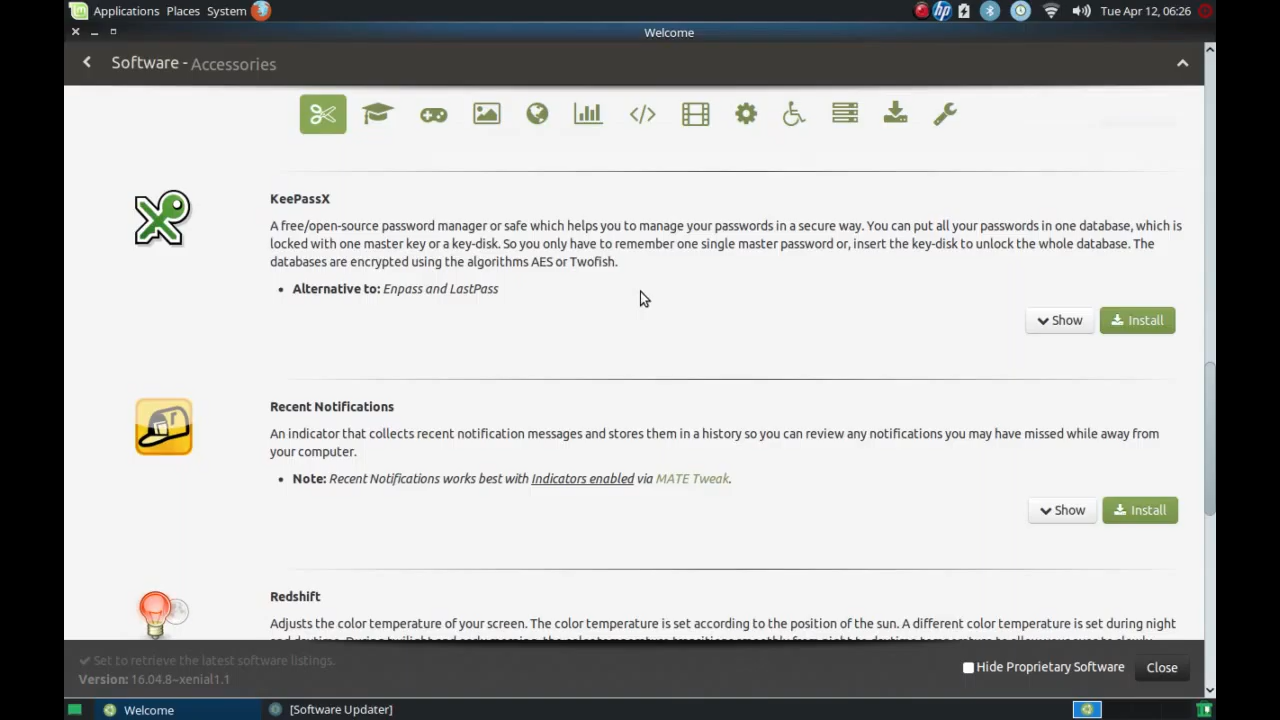 Applications Places System Tue Apr 12, 06:26
Welcome
Software - Accessories
KeePassX
A free/open-source password manager or safe which helps you to manage your passwords in a secure way. You can put all your passwords in one database, which is
locked with one master key or a key-disk. So you only have to remember one single master password or, insert the key-disk to unlock the whole database. The
databases are encrypted using the algorithms AES or Twofish.
• Alternative to: Enpass and LastPass
Show Install
Recent Notifications
An indicator that collects recent notification messages and stores them in a history so you can review any notifications you may have missed while away from
your computer.
• Note: Recent Notifications works best with Indicators enabled via MATE Tweak.
Show Install
Redshift
Adjusts the color temperature of your screen. The color temperature is set according to the position of the sun. A different color temperature is set during night
Set to retrieve the latest software listings.
Hide Proprietary Software Close
Version: 16.04.8~xenial1.1
Welcome [Software Updater]